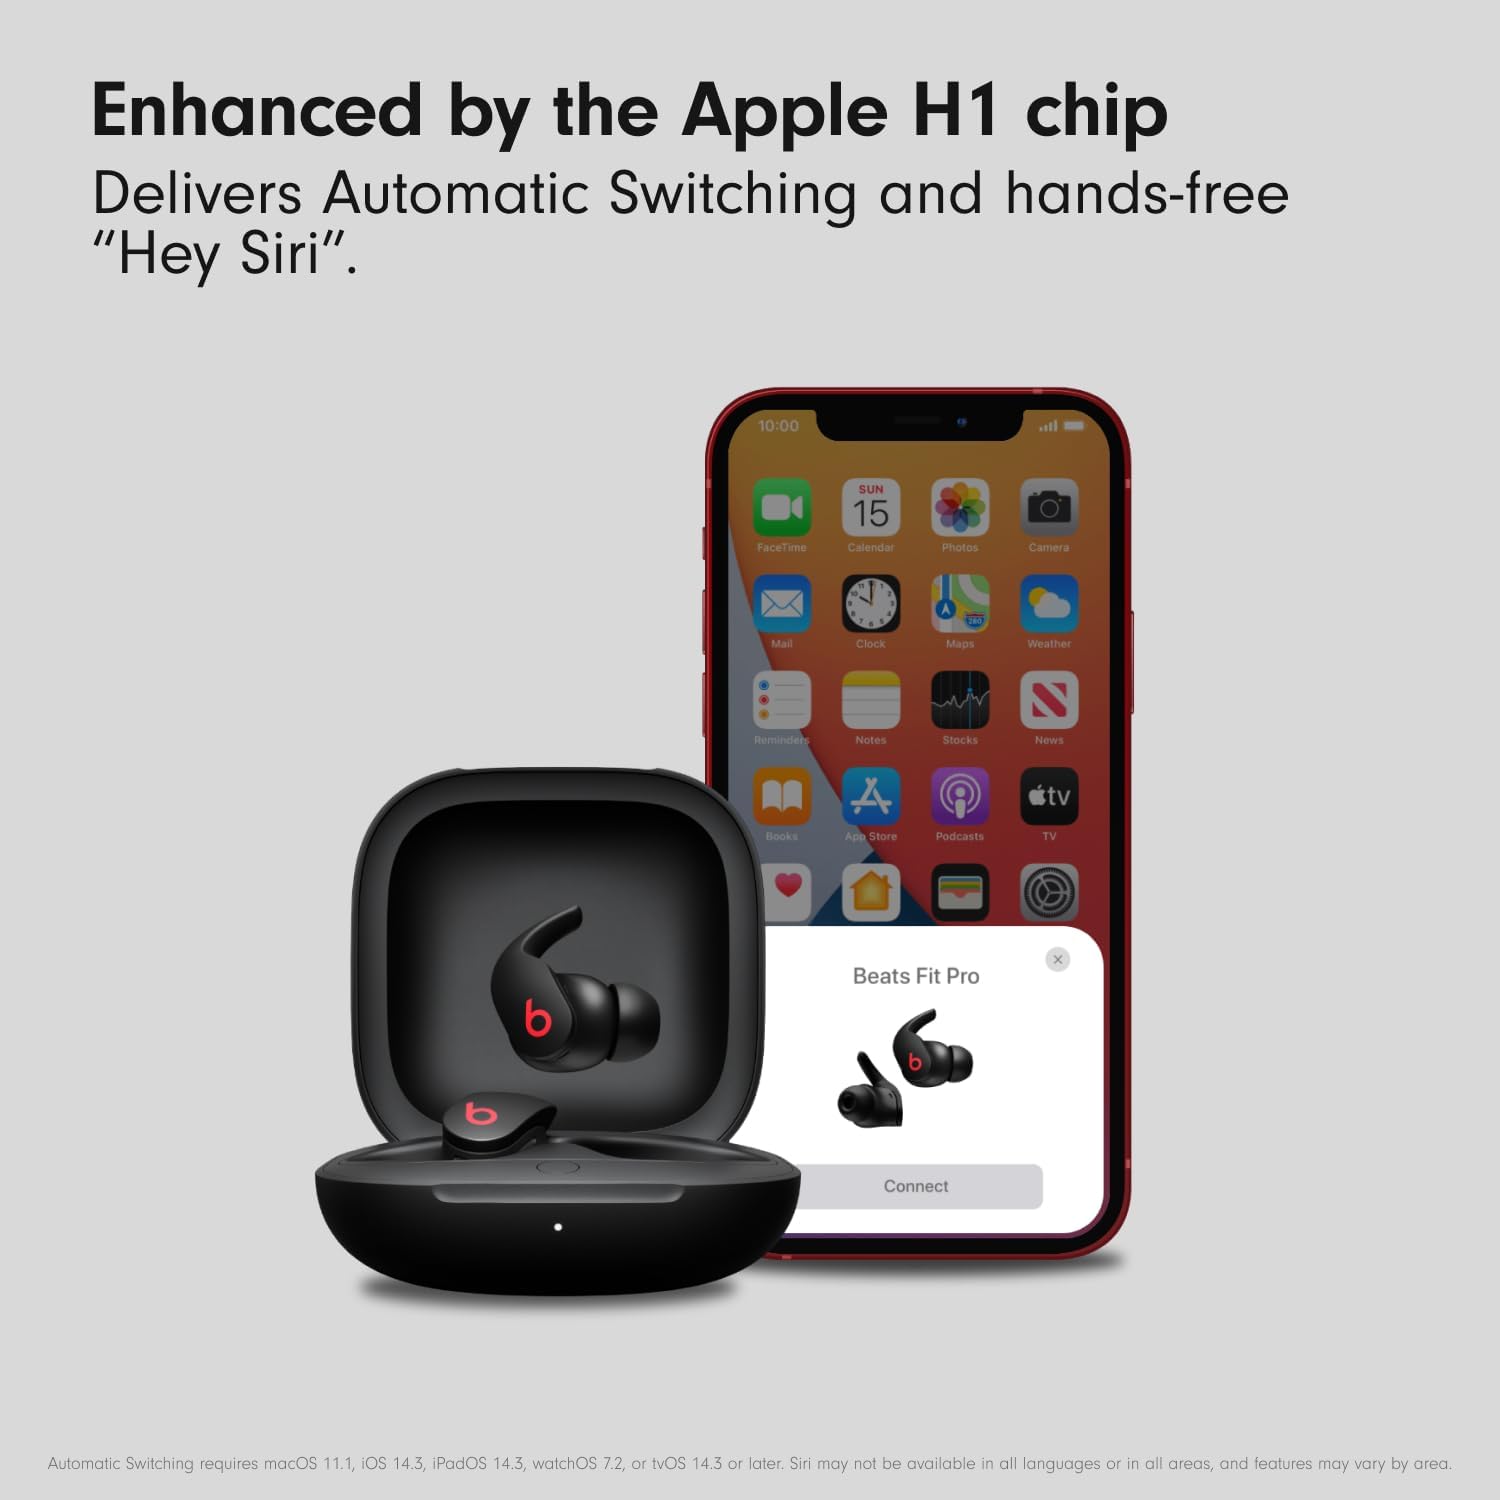 Enhanced by the Apple H1 chip
Delivers Automatic Switching and hands-free
“Hey Siri”.
10:00
SUN
15
FaceTime Calendar Photos Camera
280
Mail Clock Maps Weather
Reminders Notes Stocks News
tv
Books App Store Podcasts TV
Beats Fit Pro
b
b
b
Connect
Automatic Switching requires macOS 11.1, iOS 14.3, iPadOS 14.3, watchOS 7.2, or tvOS 14.3 or later. Siri may not be available in all languages or in all areas, and features may vary by area.